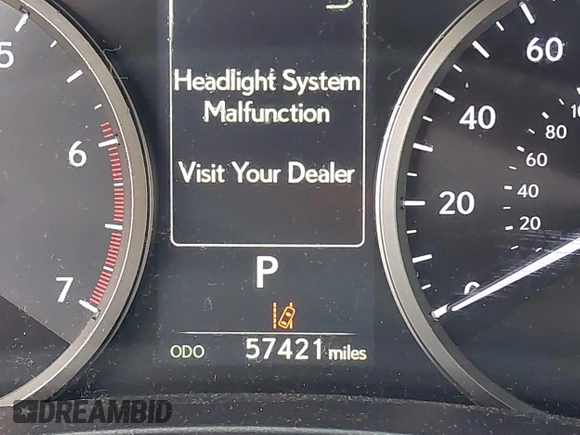 Headlight System
Malfunction
Visit Your Dealer
P
ODO 57421 miles
5
6
7
60
40
20
0
80
60
40
20
DREAMBID